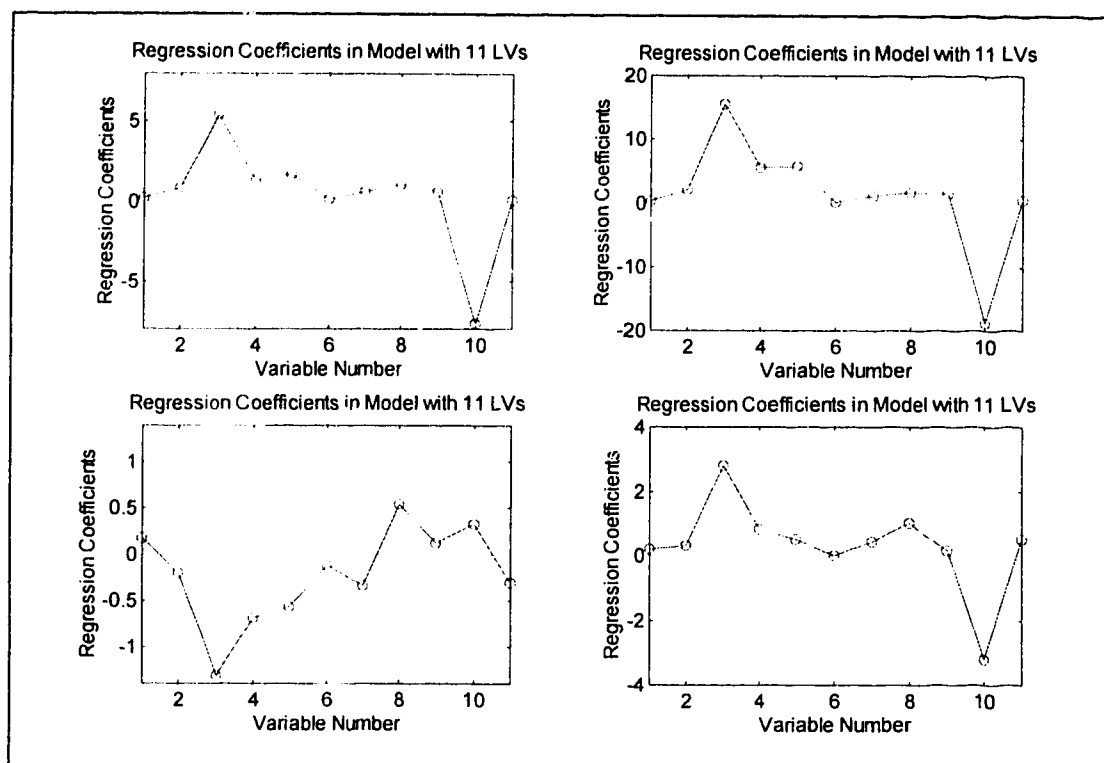 Regression Coefficients in Model with 11 LVs
Regression Coefficients
5
0
-5
2 4 6 8 10
Variable Number
Regression Coefficients in Model with 11 LVs
Regression Coefficients
20
10
0
-10
-20
2 4 6 8 10
Variable Number
Regression Coefficients in Model with 11 LVs
Regression Coefficients
1
0.5
0
-0.5
-1
2 4 6 8 10
Variable Number
Regression Coefficients in Model with 11 LVs
Regression Coefficients
4
2
0
-2
-4
2 4 6 8 10
Variable Number